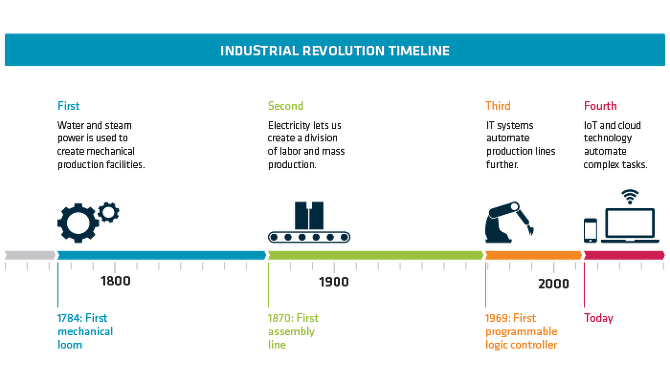 INDUSTRIAL REVOLUTION TIMELINE
First
Water and steam
power is used to
create mechanical
production facilities.
Second
Electricity lets us
create a division
of labor and mass
production.
Third
IT systems
automate
production lines
further.
Fourth
IoT and cloud
technology
automate
complex tasks.
1800
1900
2000
1784: First
mechanical
loom
1870: First
assembly
line
1969: First
programmable
logic controller
Today